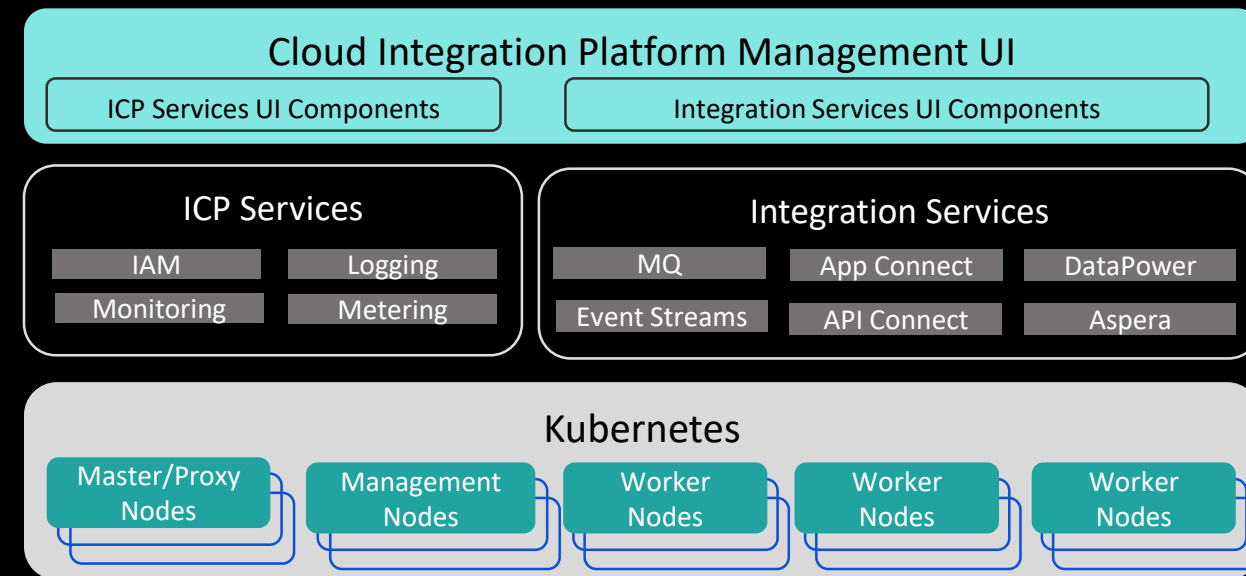 Cloud Integration Platform Management UI
ICP Services UI Components
Integration Services UI Components
ICP Services
IAM
Logging
Monitoring
Metering
Integration Services
MQ
App Connect
DataPower
Event Streams
API Connect
Aspera
Kubernetes
Master/Proxy
Nodes
Management
Nodes
Worker
Nodes
Worker
Nodes
Worker
Nodes